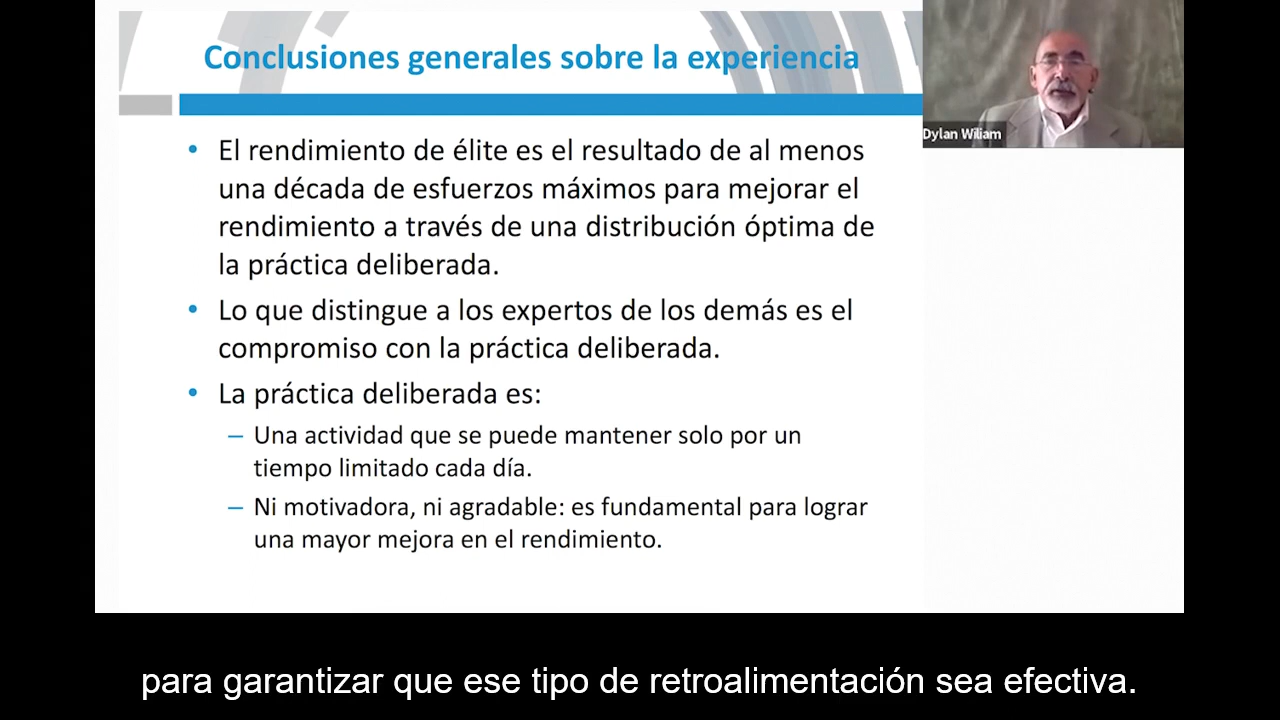 Conclusiones generales sobre la experiencia
Dylan Wiliam
• El rendimiento de élite es el resultado de al menos
una década de esfuerzos máximos para mejorar el
rendimiento a través de una distribución óptima de
la práctica deliberada.
• Lo que distingue a los expertos de los demás es el
compromiso con la práctica deliberada.
• La práctica deliberada es:
– Una actividad que se puede mantener solo por un
tiempo limitado cada día.
– Ni motivadora, ni agradable: es fundamental para lograr
una mayor mejora en el rendimiento.
para garantizar que ese tipo de retroalimentación sea efectiva.